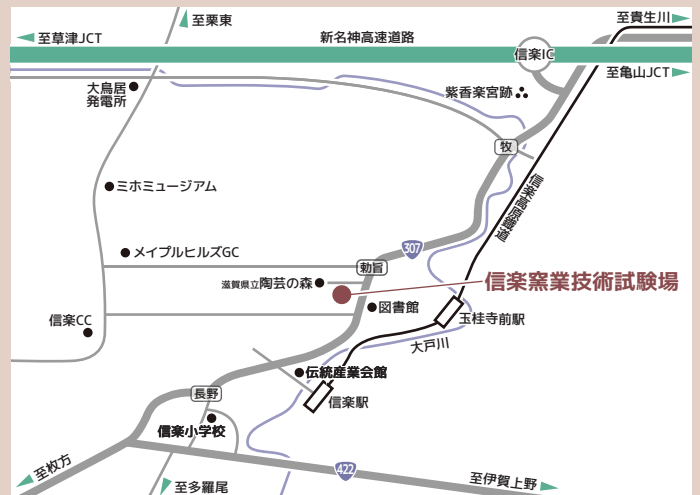 至栗東
至貴生川
至草津JCT
新名神高速道路
信楽IC
至亀山JCT
大鳥居
発電所
紫香楽宮跡
牧
ミホミュージアム
信楽高原鐵道
メイプルヒルズGC
307
勅旨
滋賀県立陶芸の森
信楽窯業技術試験場
図書館
信楽CC
玉桂寺前駅
大戸川
伝統産業会館
長野
信楽駅
信楽小学校
至枚方
422
至多羅尾
至伊賀上野